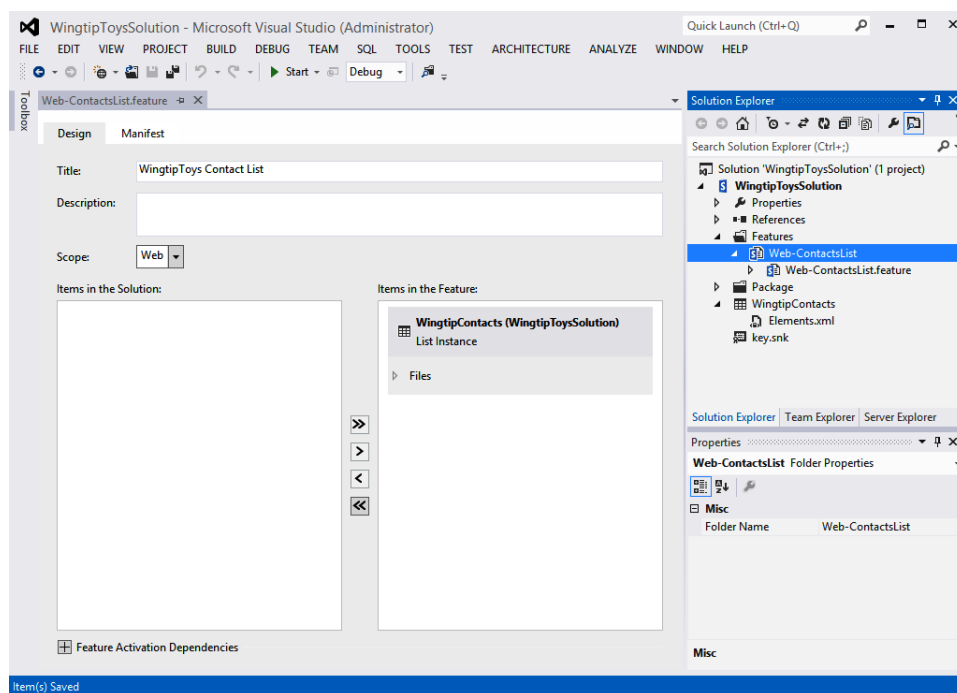 WingtipToysSolution - Microsoft Visual Studio (Administrator)
Quick Launch (Ctrl+Q)
FILE EDIT VIEW PROJECT BUILD DEBUG TEAM SQL TOOLS TEST ARCHITECTURE ANALYZE WINDOW HELP
Start Debug
Toolbox
Web-ContactsList.feature
Design Manifest
Title: WingtipToys Contact List
Description:
Scope: Web
Items in the Solution:
Items in the Feature:
WingtipContacts (WingtipToysSolution)
List Instance
Files
Feature Activation Dependencies
Solution Explorer
Search Solution Explorer (Ctrl+;)
Solution 'WingtipToysSolution' (1 project)
WingtipToysSolution
Properties
References
Features
Web-ContactsList
Web-ContactsList.feature
Package
WingtipContacts
Elements.xml
key.snk
Solution Explorer Team Explorer Server Explorer
Properties
Web-ContactsList Folder Properties
Misc
Folder Name Web-ContactsList
Misc
Item(s) Saved